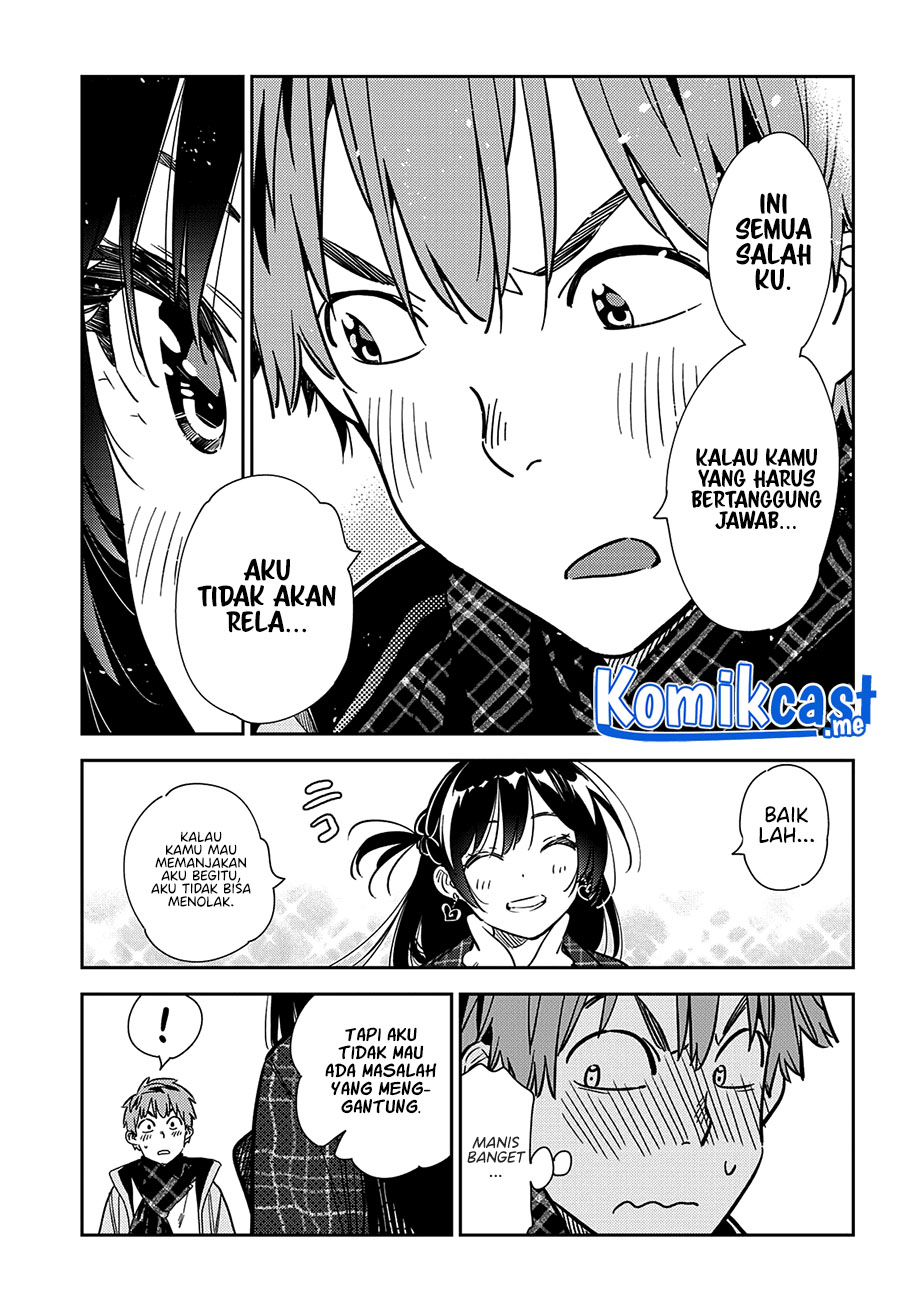 INI
SEMUA
SALAH
KU.
KALAU KAMU
YANG HARUS
BERTANGGUNG
JAWAB...
AKU
TIDAK AKAN
RELA...
Komikcast
.me
BAIK
LAH...
ニコ
KALAU
KAMU MAU
MEMANJAKAN
AKU BEGITU,
AKU TIDAK BISA
MENOLAK.
MANIS
BANGET
...
TAPI AKU
TIDAK MAU
ADA MASALAH
YANG MENG-
GANTUNG.
!